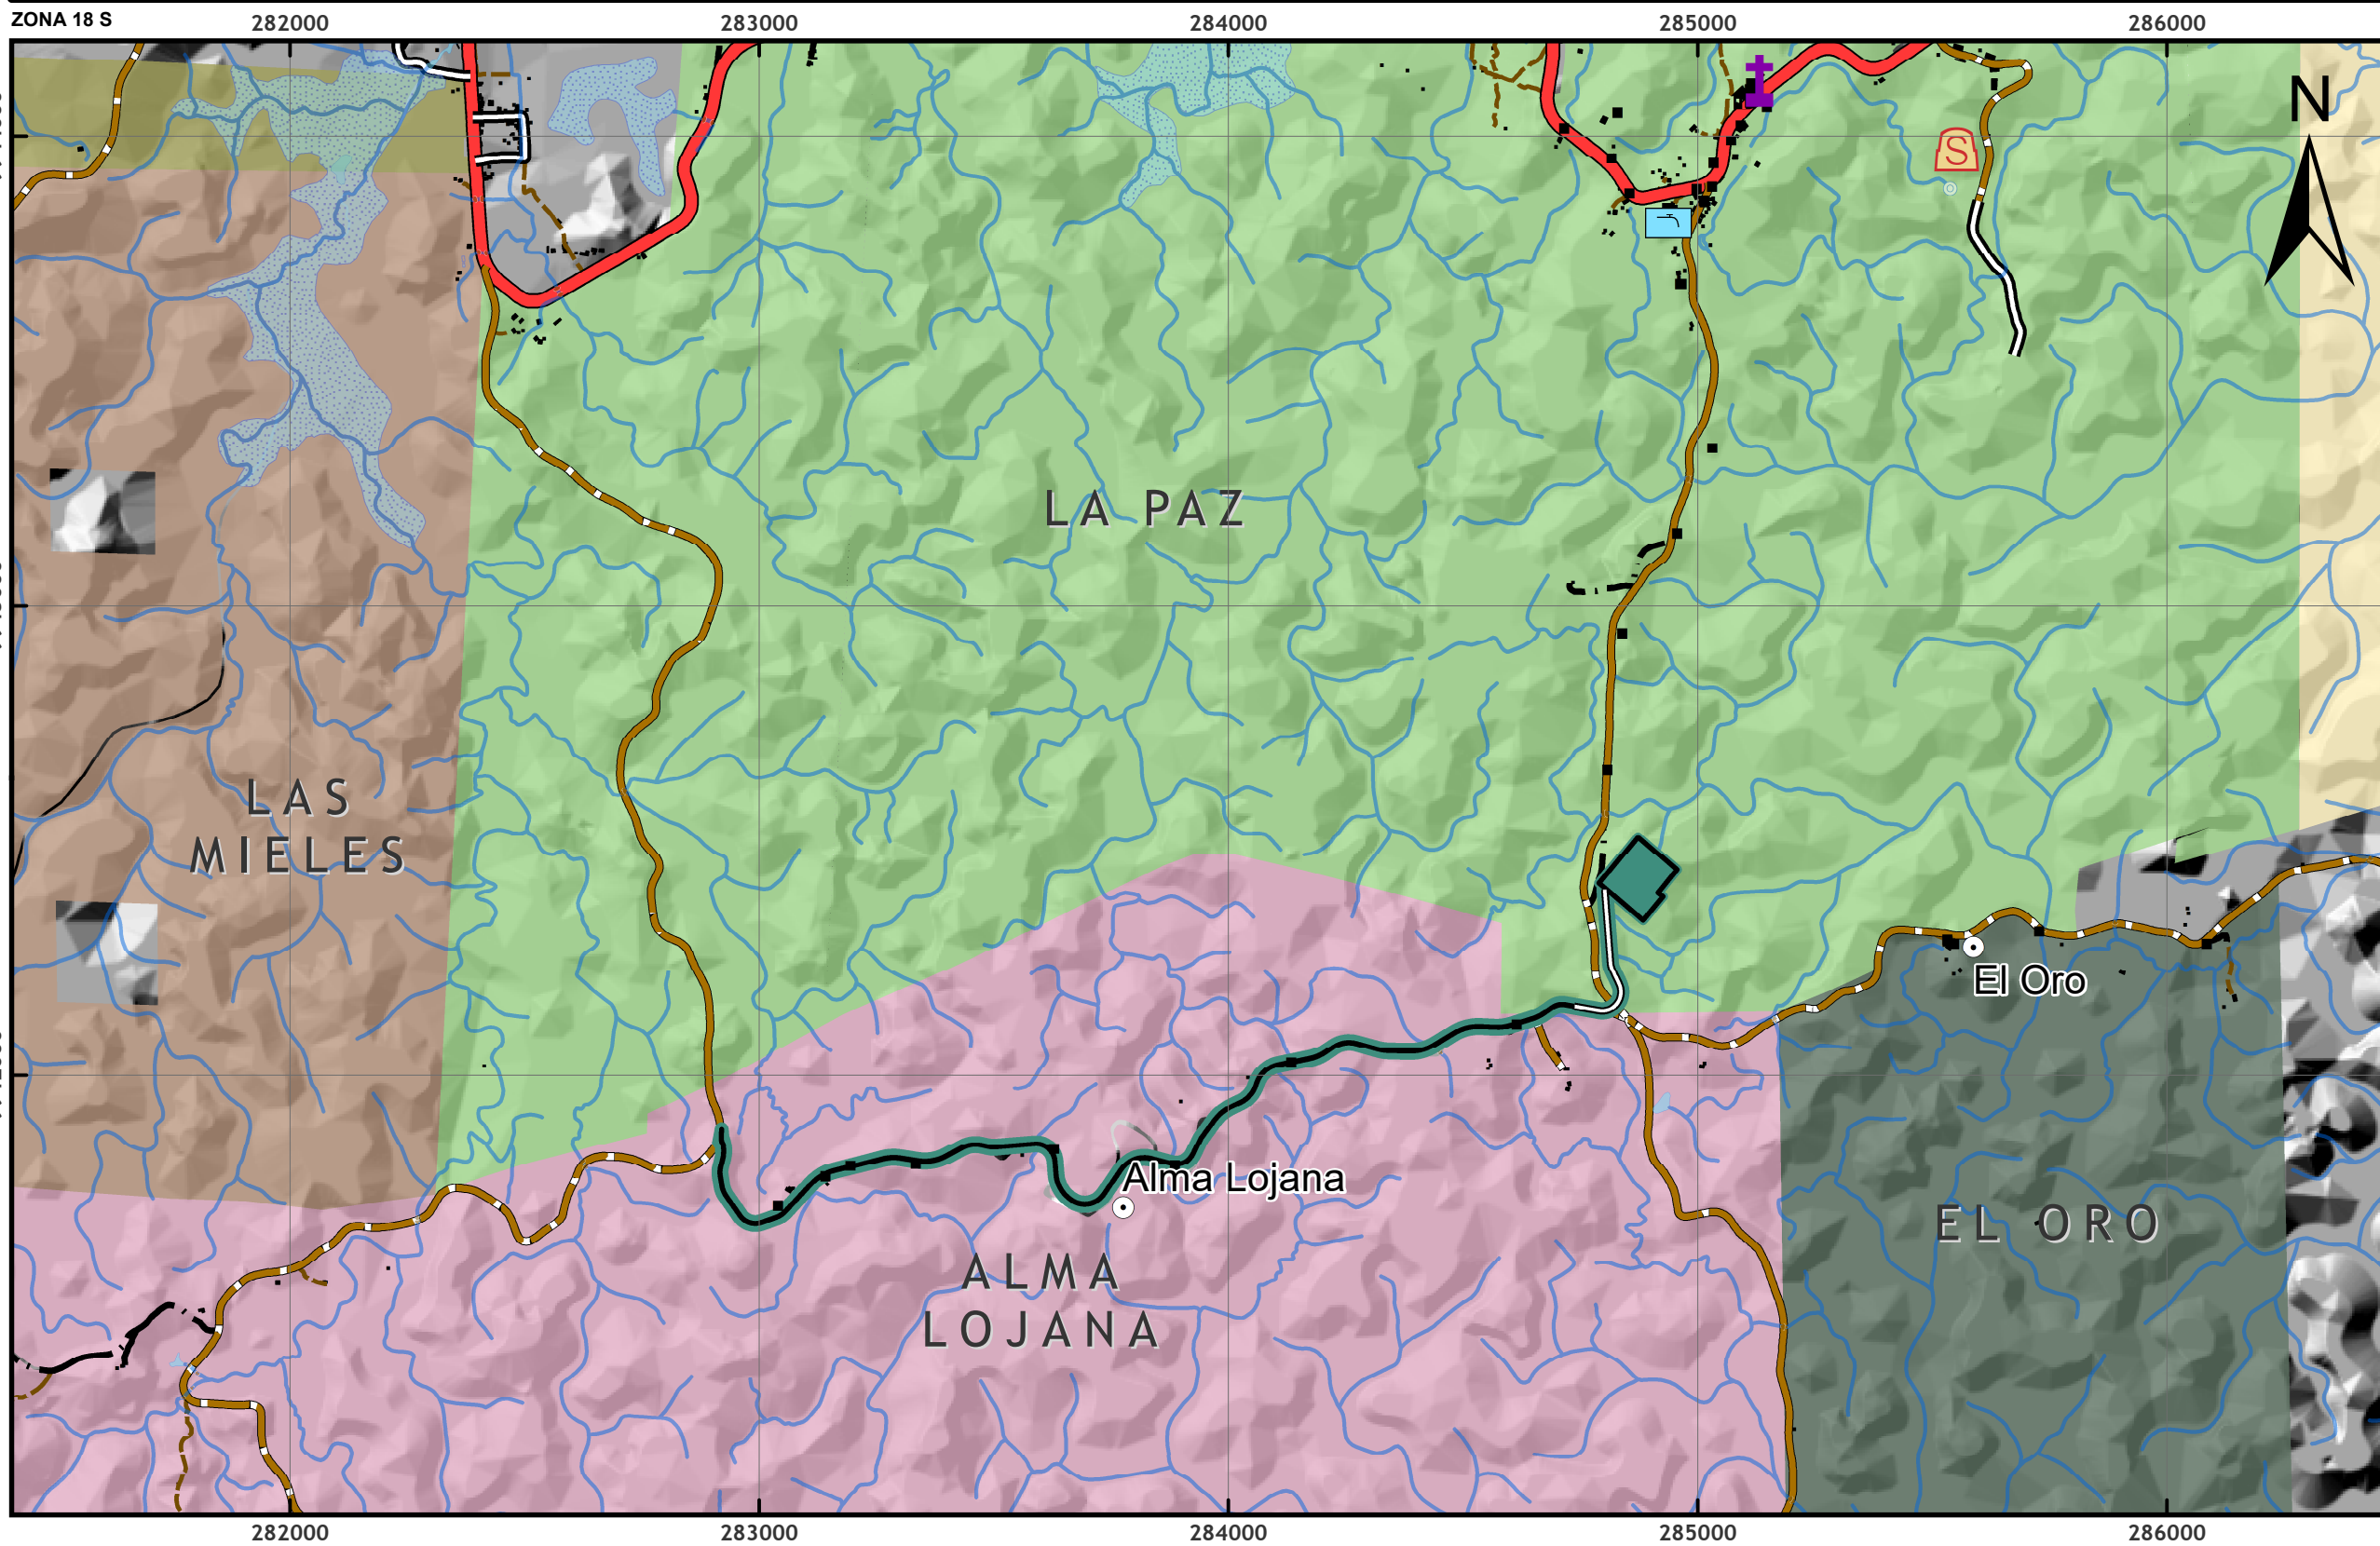 ZONA 18 S
282000 283000 284000 285000 286000
N
S
LA PAZ
LAS
MIELES
El Oro
Alma Lojana
EL ORO
ALMA
LOJANA
282000 283000 284000 285000 286000